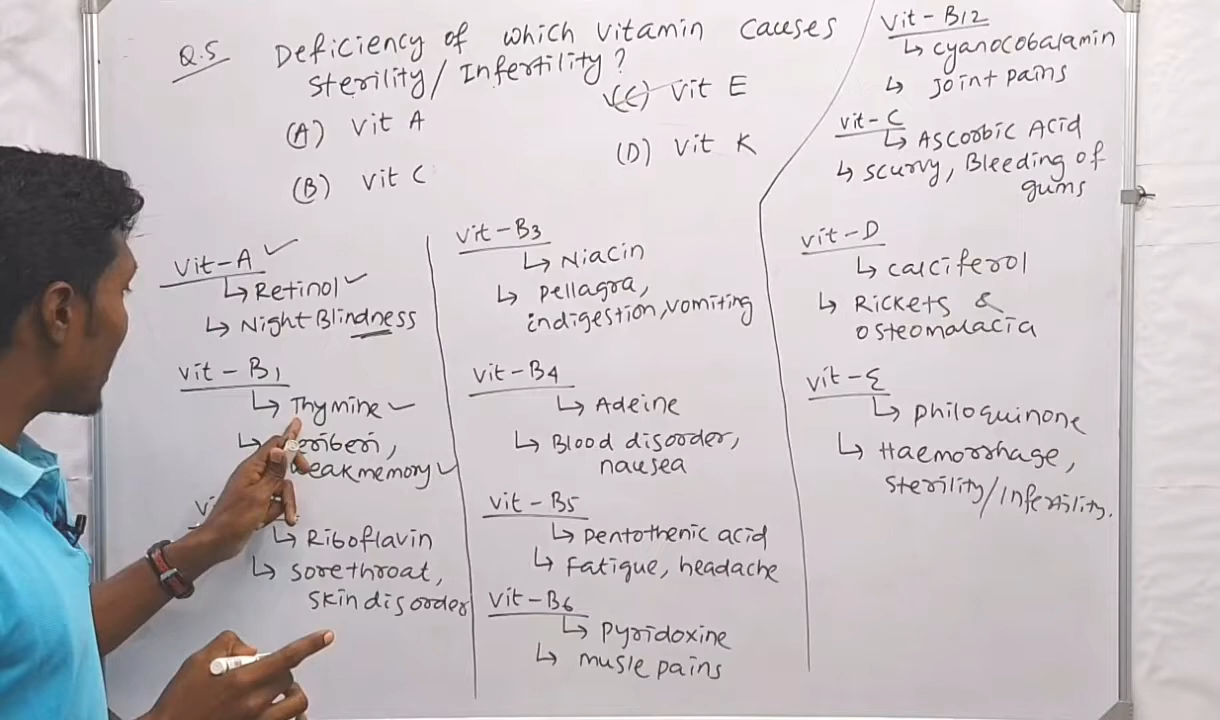 Q.5 Deficiency of which vitamin causes
Sterility/Infertility?
(A) Vit A
(B) Vit C
(C) Vit E
(D) Vit K
Vit-A ✓
↳ Retinol ✓
↳ Night Blindness
Vit-B1
↳ Thymine ✓
↳ Beriberi,
weak memory ✓
↳ Riboflavin
↳ sore throat,
skin disorder
Vit-B3
↳ Niacin
↳ pellagra,
indigestion, vomiting
Vit-B4
↳ Adeine
↳ Blood disorder,
nausea
Vit-B5
↳ pentothenic acid
↳ Fatigue, headache
Vit-B6
↳ pyridoxine
↳ musle pains
Vit-B12
↳ cyanocobalamin
↳ joint pains
Vit-C
↳ Ascorbic Acid
↳ scurvy, Bleeding of
gums
Vit-D
↳ calciferol
↳ Rickets &
osteomalacia
Vit-E
↳ philoquinone
↳ Haemorrhage,
Sterility/Infertility.